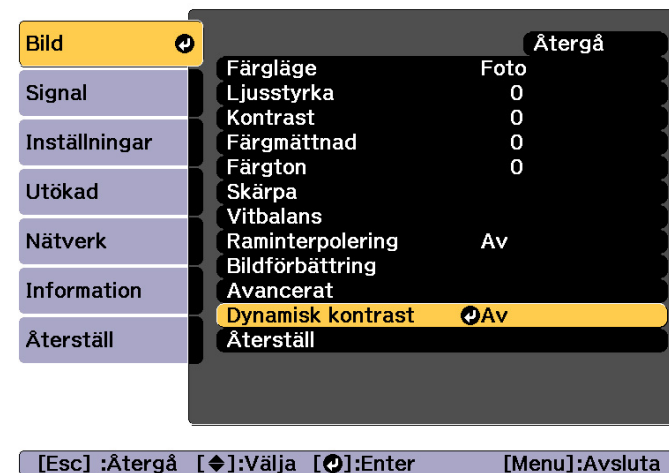 Bild
Signal
Inställningar
Utökad
Nätverk
Information
Återställ
Återgå
Färgläge Foto
Ljusstyrka 0
Kontrast 0
Färgmättnad 0
Färgton 0
Skärpa
Vitbalans
Raminterpolering Av
Bildförbättring
Avancerat
Dynamisk kontrast Av
Återställ
[Esc] :Återgå [◆]:Välja [↵]:Enter [Menu]:Avsluta